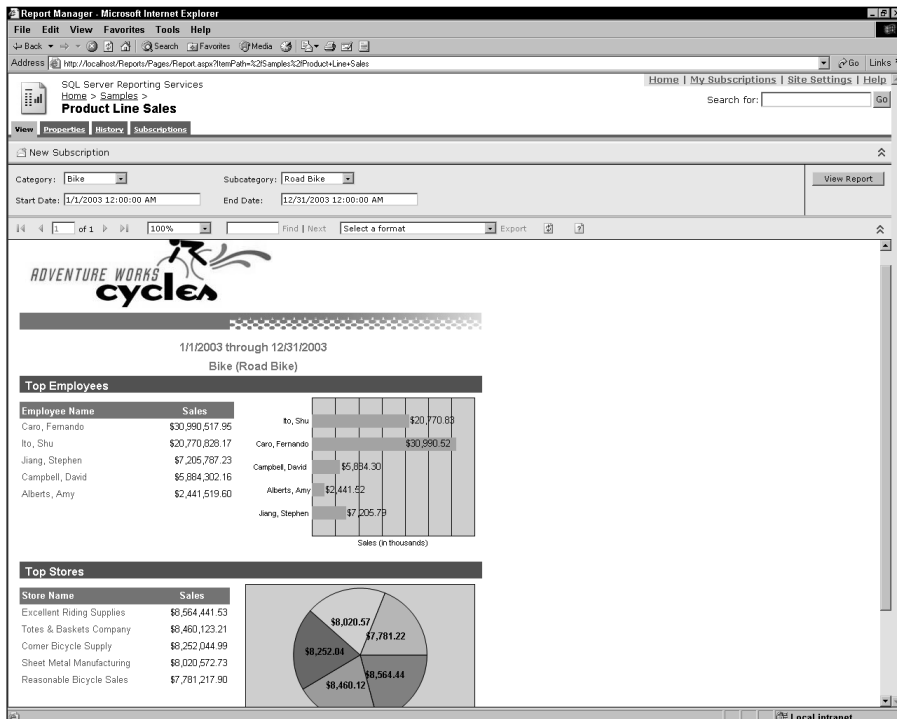 Report Manager - Microsoft Internet Explorer
File Edit View Favorites Tools Help
Back Search Favorites Media
Address http://localhost/Reports/Pages/Report.aspx?ItemPath=%2fSamples%2fProduct+Line+Sales Go Links
SQL Server Reporting Services
Home | My Subscriptions | Site Settings | Help
Home > Samples >
Product Line Sales
Search for: Go
View Properties History Subscriptions
New Subscription
Category: Bike Subcategory: Road Bike View Report
Start Date: 1/1/2003 12:00:00 AM End Date: 12/31/2003 12:00:00 AM
1 of 1 100% Find | Next Select a format Export
ADVENTURE WORKS
cycles
1/1/2003 through 12/31/2003
Bike (Road Bike)
Top Employees
Employee Name Sales
Caro, Fernando $30,990,517.95
Ito, Shu $20,770,828.17
Jiang, Stephen $7,205,787.23
Campbell, David $5,884,302.16
Alberts, Amy $2,441,519.60
Ito, Shu $20,770.83
Caro, Fernando $30,990.52
Campbell, David $5,884.30
Alberts, Amy $2,441.52
Jiang, Stephen $7,205.79
Sales (in thousands)
Top Stores
Store Name Sales
Excellent Riding Supplies $8,564,441.53
Totes & Baskets Company $8,460,123.21
Corner Bicycle Supply $8,252,044.99
Sheet Metal Manufacturing $8,020,572.73
Reasonable Bicycle Sales $7,781,217.90
$8,020.57
$7,781.22
$8,252.04
$8,564.44
$8,460.12
Local intranet